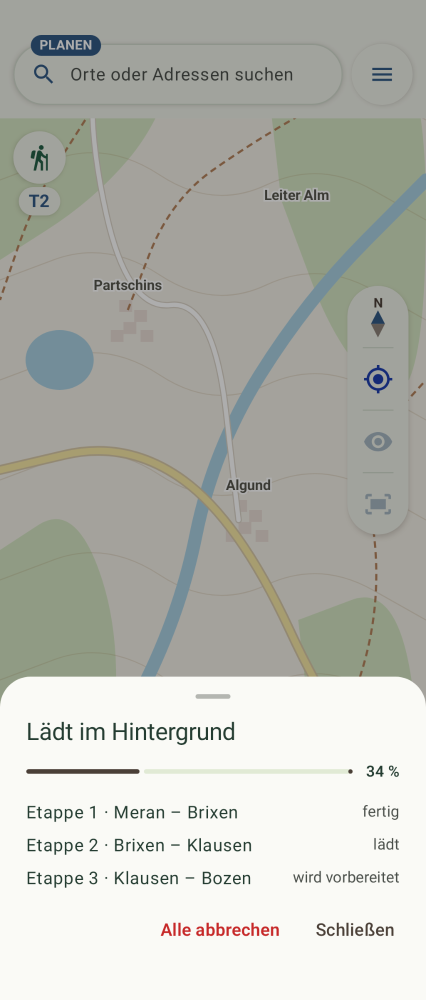 PLANEN
Orte oder Adressen suchen
T2
Leiter Alm
Partschins
N
Algund
Lädt im Hintergrund
34 %
Etappe 1 · Meran – Brixen fertig
Etappe 2 · Brixen – Klausen lädt
Etappe 3 · Klausen – Bozen wird vorbereitet
Alle abbrechen Schließen